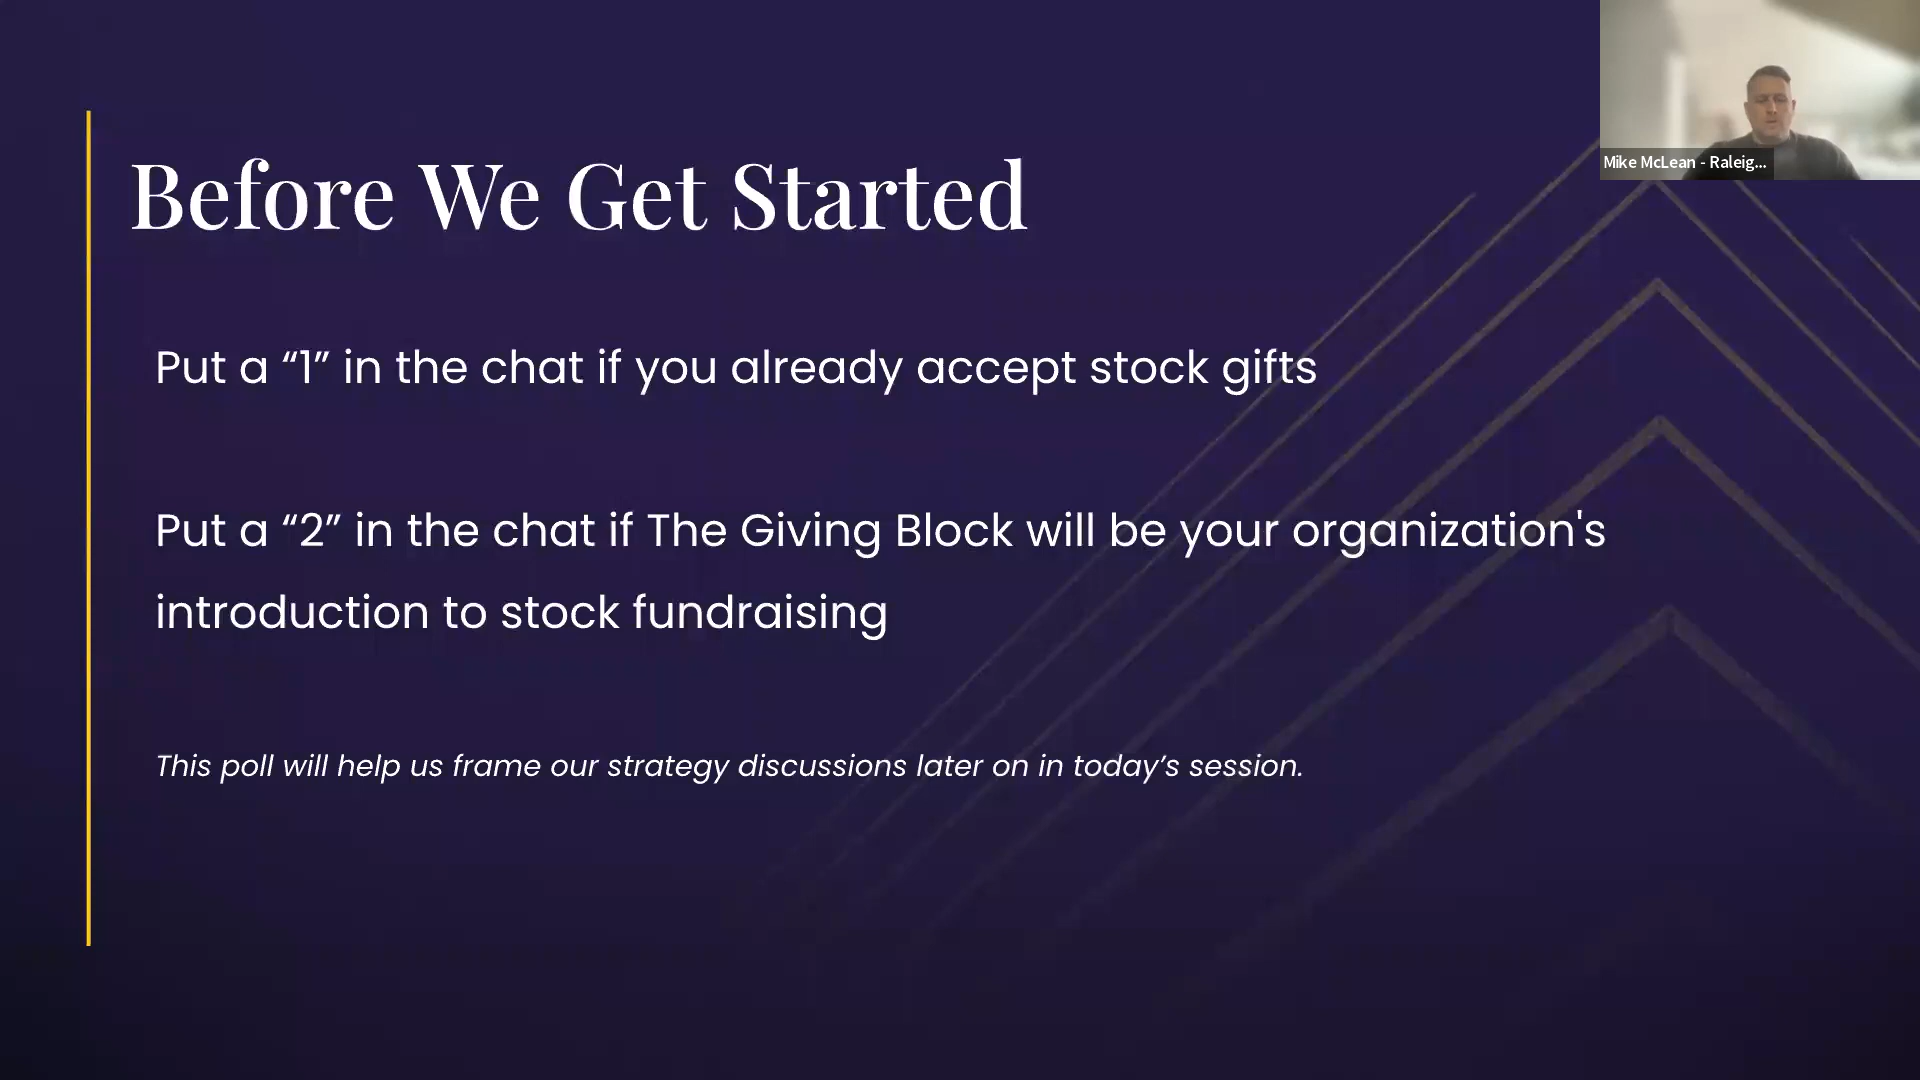 Before We Get Started
Put a “1” in the chat if you already accept stock gifts
Put a “2” in the chat if The Giving Block will be your organization's
introduction to stock fundraising
This poll will help us frame our strategy discussions later on in today’s session.
Mike McLean - Raleig...